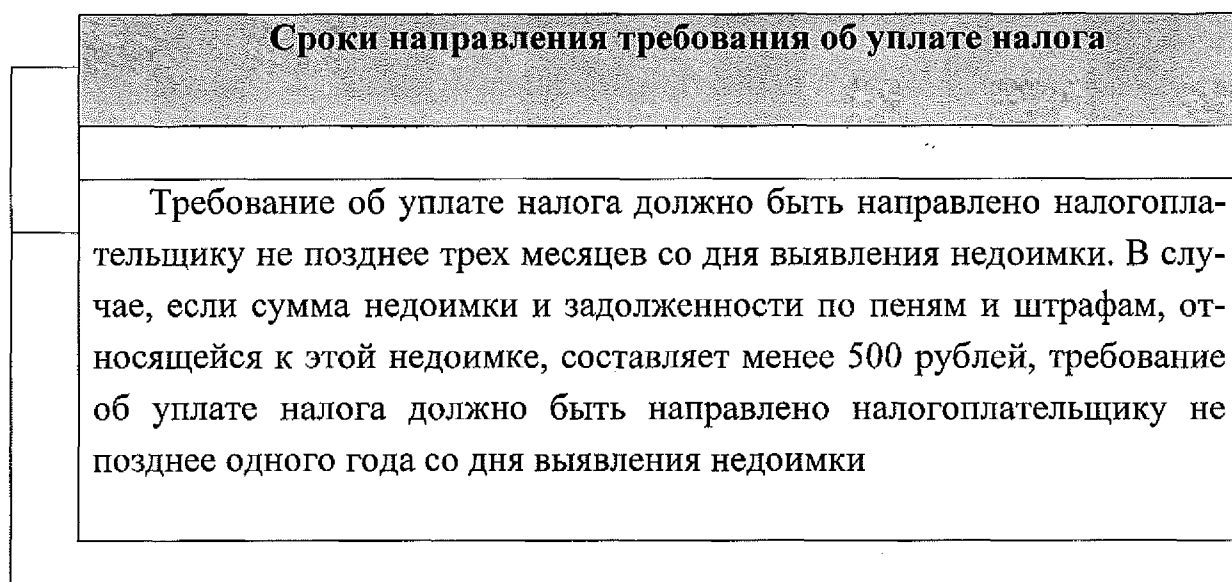 Сроки направления требования об уплате налога
Требование об уплате налога должно быть направлено налогопла-
тельщику не позднее трех месяцев со дня выявления недоимки. В слу-
чае, если сумма недоимки и задолженности по пеням и штрафам, от-
носящейся к этой недоимке, составляет менее 500 рублей, требование
об уплате налога должно быть направлено налогоплательщику не
позднее одного года со дня выявления недоимки